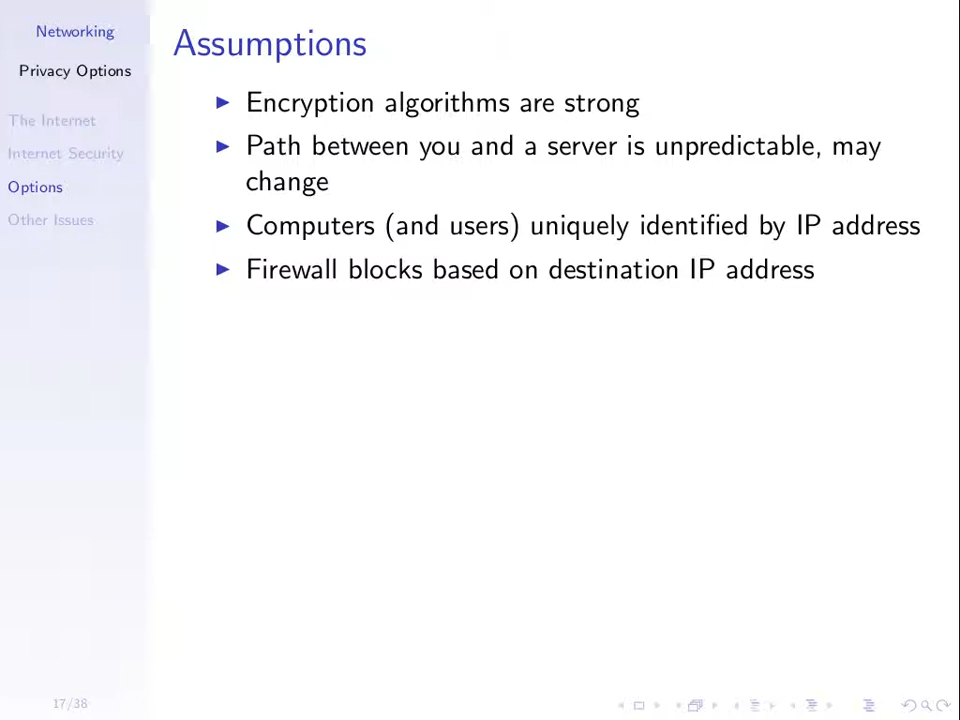 Networking
Privacy Options
The Internet
Internet Security
Options
Other Issues
Assumptions
Encryption algorithms are strong
Path between you and a server is unpredictable, may
change
Computers (and users) uniquely identified by IP address
Firewall blocks based on destination IP address
17/38